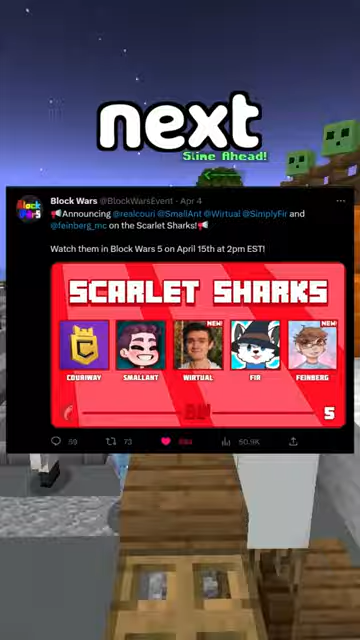 next
Slime Ahead!
Block Wars @BlockWarsEvent · Apr 4
Announcing @realcouri @SmallAnt @Wirtual @SimplyFir and
@feinberg_mc on the Scarlet Sharks!
Watch them in Block Wars 5 on April 15th at 2pm EST!
SCARLET SHARKS
NEW! NEW!
COURIWAY SMALLANT WIRTUAL FIR FEINBERG
5
59 73 50.9K